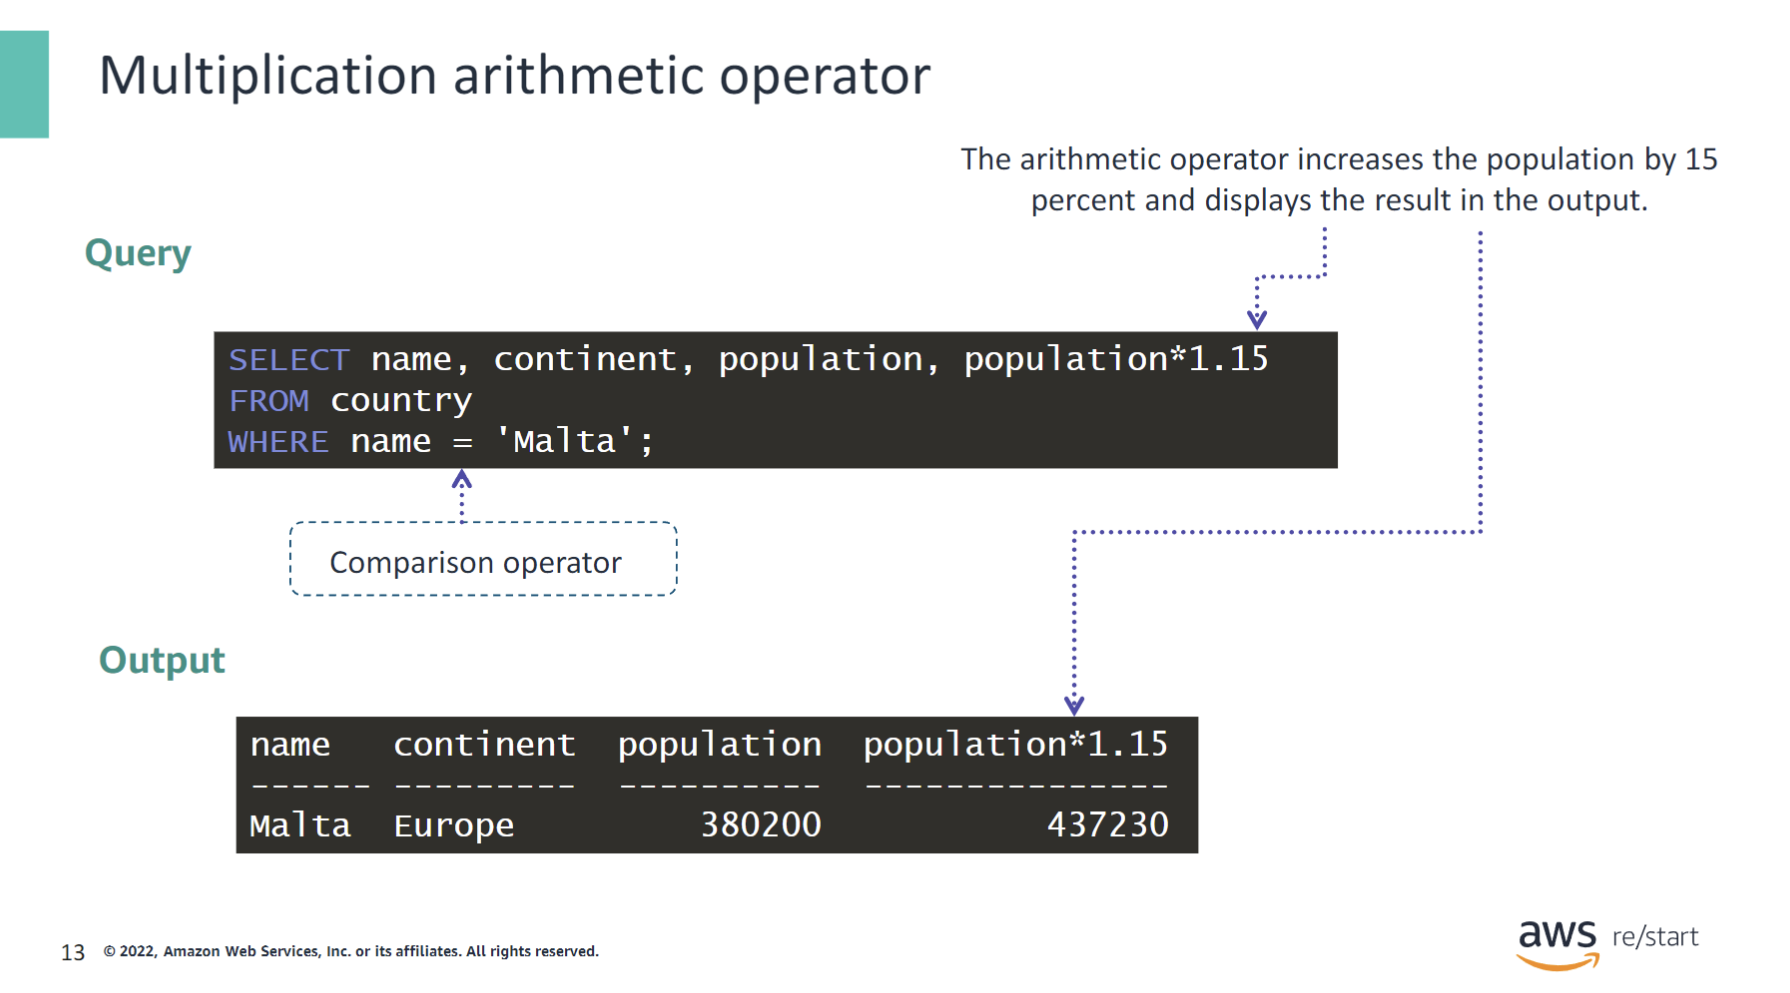 Multiplication arithmetic operator
The arithmetic operator increases the population by 15
percent and displays the result in the output.
Query
SELECT name, continent, population, population*1.15
FROM country
WHERE name = 'Malta';
Comparison operator
Output
name continent population population*1.15
------ --------- ---------- ---------------
Malta Europe 380200 437230
13 © 2022, Amazon Web Services, Inc. or its affiliates. All rights reserved.
aws re/start